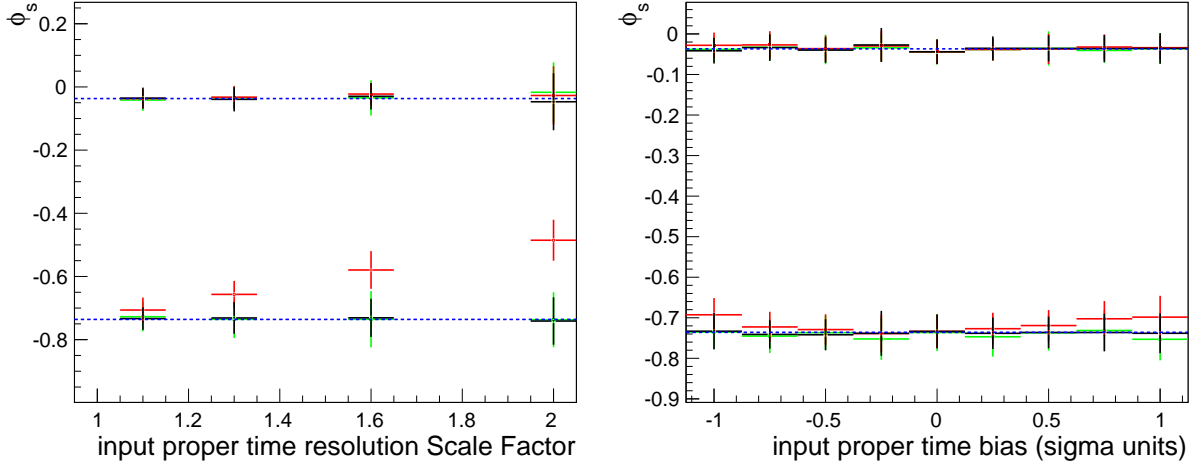 ϕs
0.2
0
-0.2
-0.4
-0.6
-0.8
1 1.2 1.4 1.6 1.8 2
input proper time resolution Scale Factor
ϕs
0
-0.1
-0.2
-0.3
-0.4
-0.5
-0.6
-0.7
-0.8
-0.9
-1 -0.5 0 0.5 1
input proper time bias (sigma units)